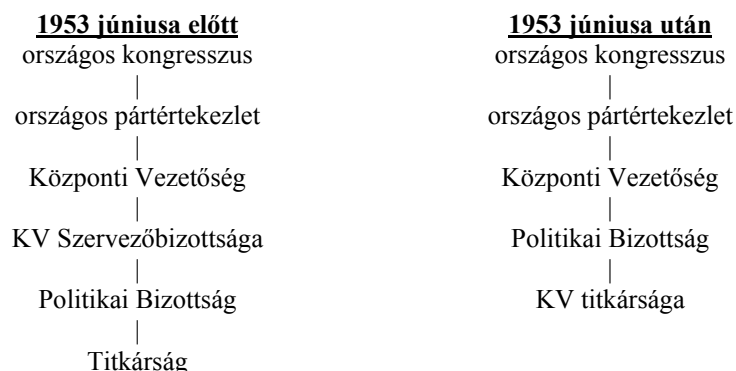 1953 júniusa előtt
országos kongresszus
|
országos pártértekezlet
|
Központi Vezetőség
|
KV Szervezőbizottsága
|
Politikai Bizottság
|
Titkárság
1953 júniusa után
országos kongresszus
|
országos pártértekezlet
|
Központi Vezetőség
|
Politikai Bizottság
|
KV titkársága